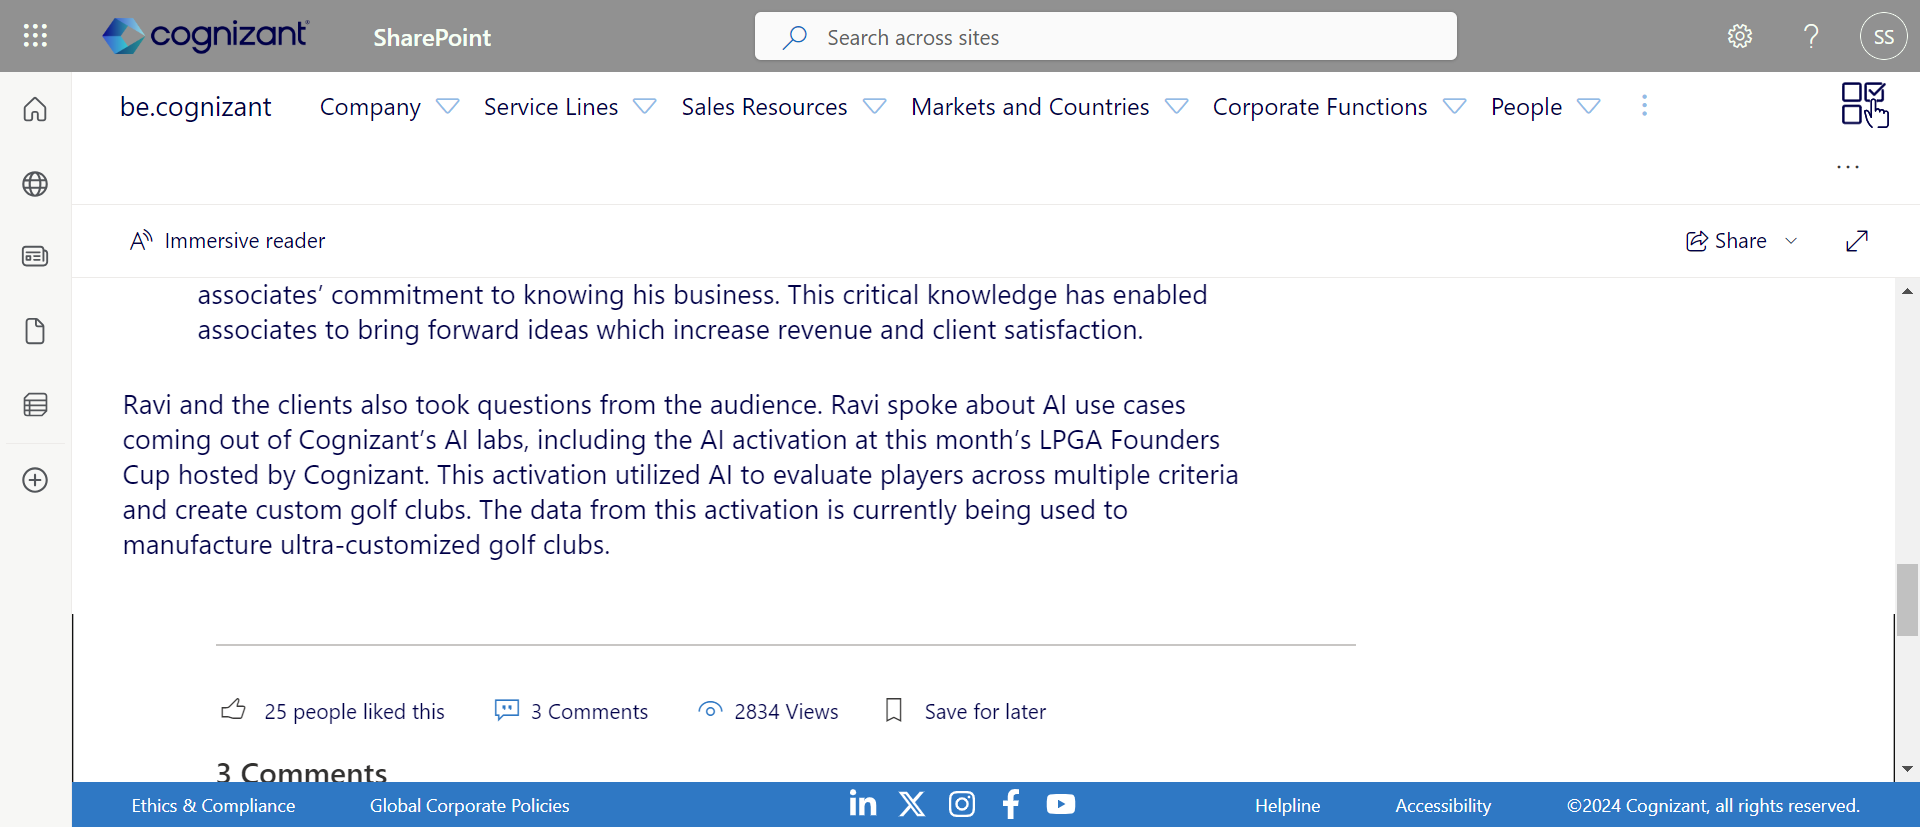 cognizant
SharePoint
Search across sites
SS
be.cognizant
Company
Service Lines
Sales Resources
Markets and Countries
Corporate Functions
People
Immersive reader
Share
associates’ commitment to knowing his business. This critical knowledge has enabled
associates to bring forward ideas which increase revenue and client satisfaction.
Ravi and the clients also took questions from the audience. Ravi spoke about AI use cases
coming out of Cognizant’s AI labs, including the AI activation at this month’s LPGA Founders
Cup hosted by Cognizant. This activation utilized AI to evaluate players across multiple criteria
and create custom golf clubs. The data from this activation is currently being used to
manufacture ultra-customized golf clubs.
25 people liked this
3 Comments
2834 Views
Save for later
3 Comments
Ethics & Compliance
Global Corporate Policies
Helpline
Accessibility
©2024 Cognizant, all rights reserved.